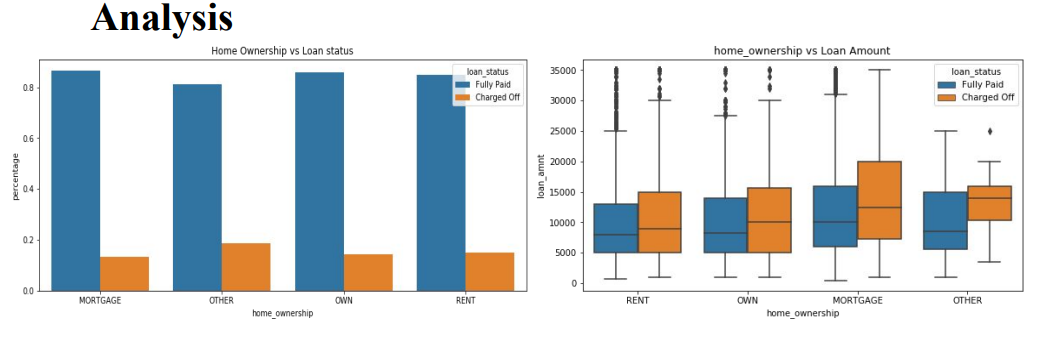 Analysis
Home Ownership vs Loan status
loan_status
Fully Paid
Charged Off
percentage
0.8
0.6
0.4
0.2
0.0
MORTGAGE OTHER OWN RENT
home_ownership
home_ownership vs Loan Amount
loan_status
Fully Paid
Charged Off
loan_amnt
35000
30000
25000
20000
15000
10000
5000
0
RENT OWN MORTGAGE OTHER
home_ownership